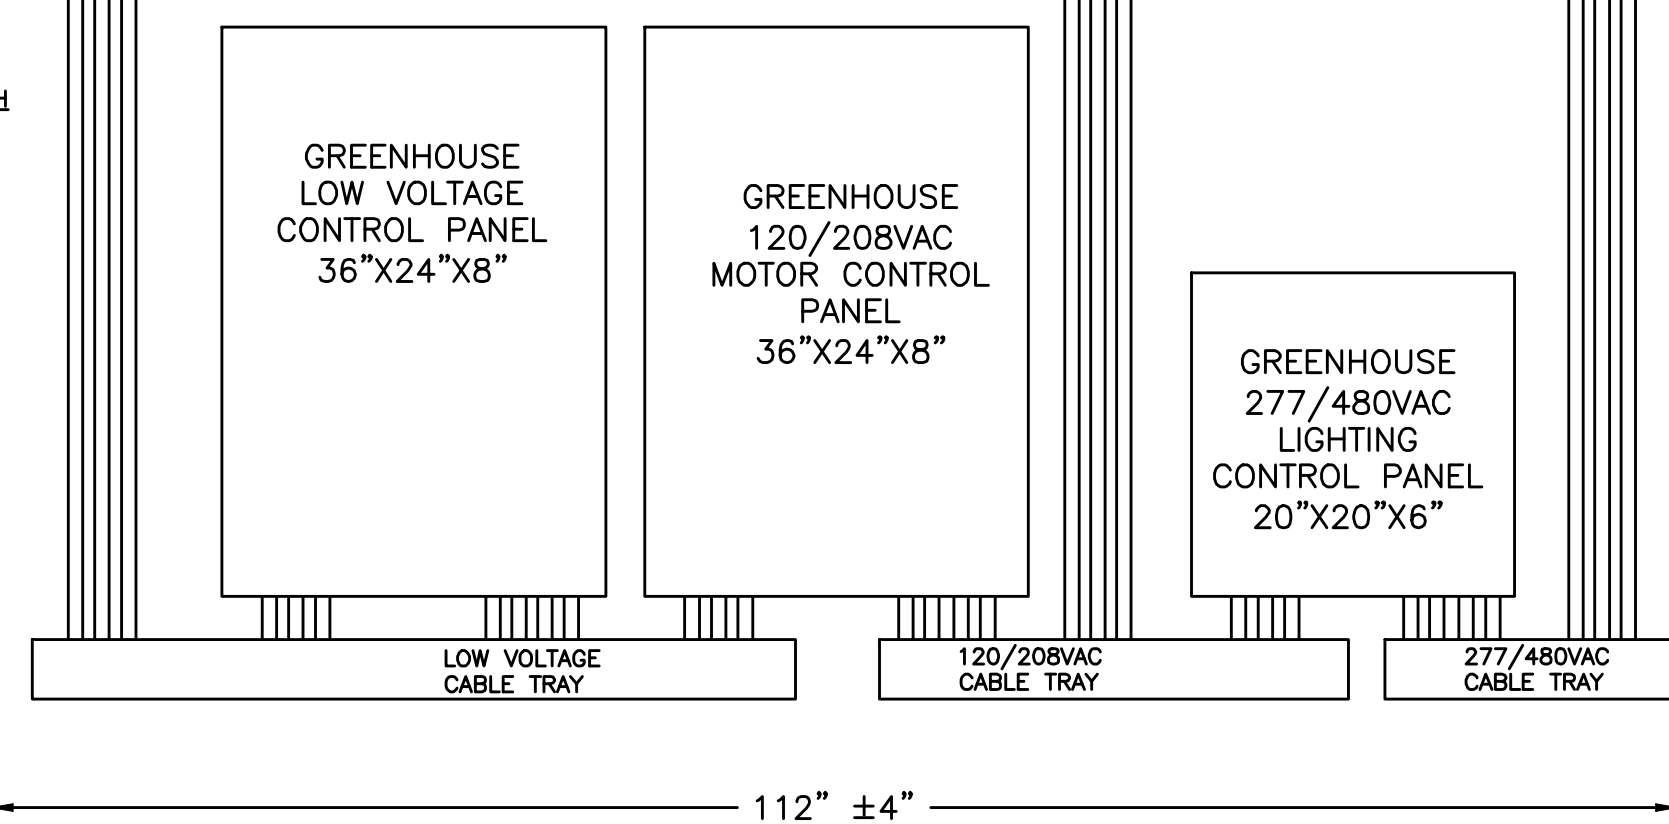 H
GREENHOUSE
LOW VOLTAGE
CONTROL PANEL
36”X24”X8”
GREENHOUSE
120/208VAC
MOTOR CONTROL
PANEL
36”X24”X8”
GREENHOUSE
277/480VAC
LIGHTING
CONTROL PANEL
20”X20”X6”
LOW VOLTAGE
CABLE TRAY
120/208VAC
CABLE TRAY
277/480VAC
CABLE TRAY
112” ±4”